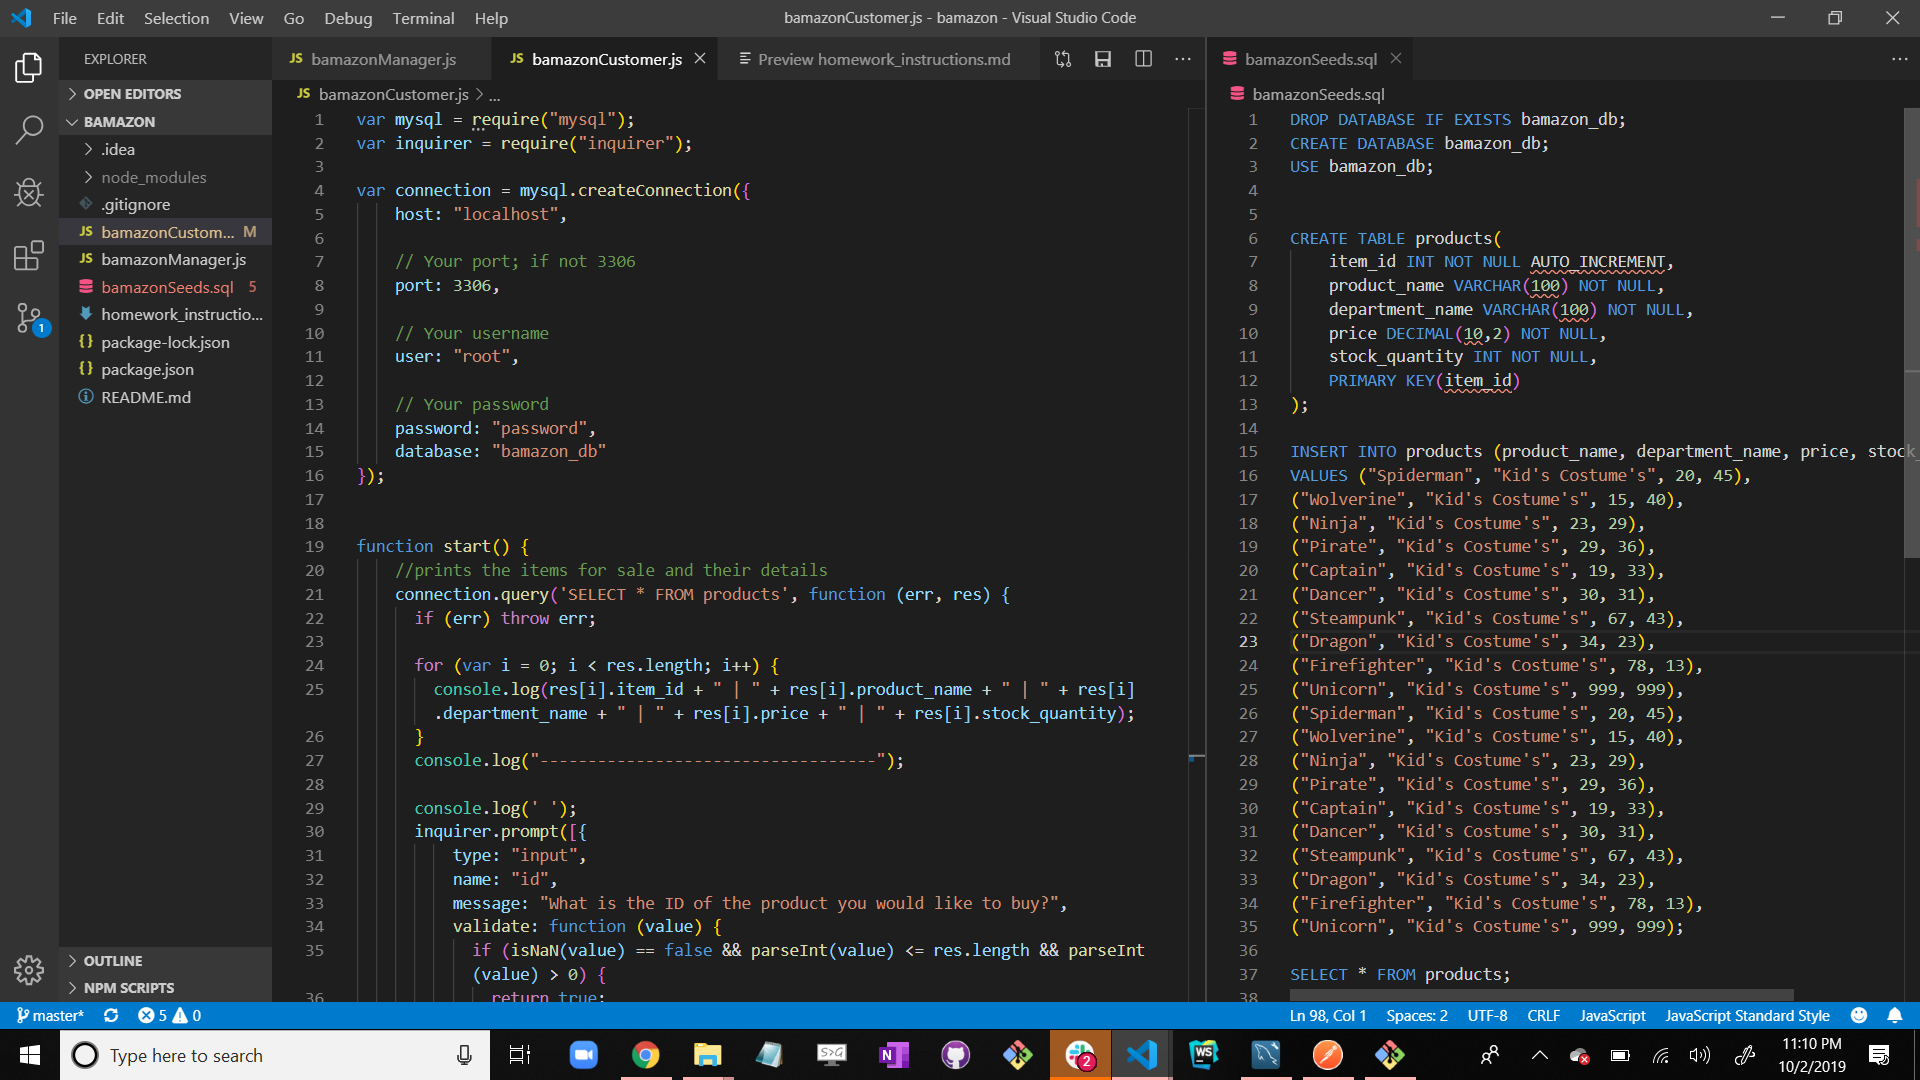 File Edit Selection View Go Debug Terminal Help
bamazonCustomer.js - bamazon - Visual Studio Code
EXPLORER
OPEN EDITORS
BAMAZON
.idea
node_modules
.gitignore
JS bamazonCustom... M
JS bamazonManager.js
bamazonSeeds.sql 5
homework_instructio...
{} package-lock.json
{} package.json
README.md
OUTLINE
NPM SCRIPTS
1
JS bamazonManager.js
JS bamazonCustomer.js
Preview homework_instructions.md
JS bamazonCustomer.js > ...
1 var mysql = require("mysql");
2 var inquirer = require("inquirer");
3
4 var connection = mysql.createConnection({
5 host: "localhost",
6
7 // Your port; if not 3306
8 port: 3306,
9
10 // Your username
11 user: "root",
12
13 // Your password
14 password: "password",
15 database: "bamazon_db"
16 });
17
18
19 function start() {
20 //prints the items for sale and their details
21 connection.query('SELECT * FROM products', function (err, res) {
22 if (err) throw err;
23
24 for (var i = 0; i < res.length; i++) {
25 console.log(res[i].item_id + " | " + res[i].product_name + " | " + res[i]
.department_name + " | " + res[i].price + " | " + res[i].stock_quantity);
26 }
27 console.log("-----------------------------------");
28
29 console.log(' ');
30 inquirer.prompt([{
31 type: "input",
32 name: "id",
33 message: "What is the ID of the product you would like to buy?",
34 validate: function (value) {
35 if (isNaN(value) == false && parseInt(value) <= res.length && parseInt
(value) > 0) {
36 return true;
bamazonSeeds.sql
bamazonSeeds.sql
1 DROP DATABASE IF EXISTS bamazon_db;
2 CREATE DATABASE bamazon_db;
3 USE bamazon_db;
4
5
6 CREATE TABLE products(
7 item_id INT NOT NULL AUTO_INCREMENT,
8 product_name VARCHAR(100) NOT NULL,
9 department_name VARCHAR(100) NOT NULL,
10 price DECIMAL(10,2) NOT NULL,
11 stock_quantity INT NOT NULL,
12 PRIMARY KEY(item_id)
13 );
14
15 INSERT INTO products (product_name, department_name, price, stock_
16 VALUES ("Spiderman", "Kid's Costume's", 20, 45),
17 ("Wolverine", "Kid's Costume's", 15, 40),
18 ("Ninja", "Kid's Costume's", 23, 29),
19 ("Pirate", "Kid's Costume's", 29, 36),
20 ("Captain", "Kid's Costume's", 19, 33),
21 ("Dancer", "Kid's Costume's", 30, 31),
22 ("Steampunk", "Kid's Costume's", 67, 43),
23 ("Dragon", "Kid's Costume's", 34, 23),
24 ("Firefighter", "Kid's Costume's", 78, 13),
25 ("Unicorn", "Kid's Costume's", 999, 999),
26 ("Spiderman", "Kid's Costume's", 20, 45),
27 ("Wolverine", "Kid's Costume's", 15, 40),
28 ("Ninja", "Kid's Costume's", 23, 29),
29 ("Pirate", "Kid's Costume's", 29, 36),
30 ("Captain", "Kid's Costume's", 19, 33),
31 ("Dancer", "Kid's Costume's", 30, 31),
32 ("Steampunk", "Kid's Costume's", 67, 43),
33 ("Dragon", "Kid's Costume's", 34, 23),
34 ("Firefighter", "Kid's Costume's", 78, 13),
35 ("Unicorn", "Kid's Costume's", 999, 999);
36
37 SELECT * FROM products;
38
master* 5 0
Ln 98, Col 1 Spaces: 2 UTF-8 CRLF JavaScript JavaScript Standard Style
Type here to search
S>G
N
2
WS
11:10 PM
10/2/2019